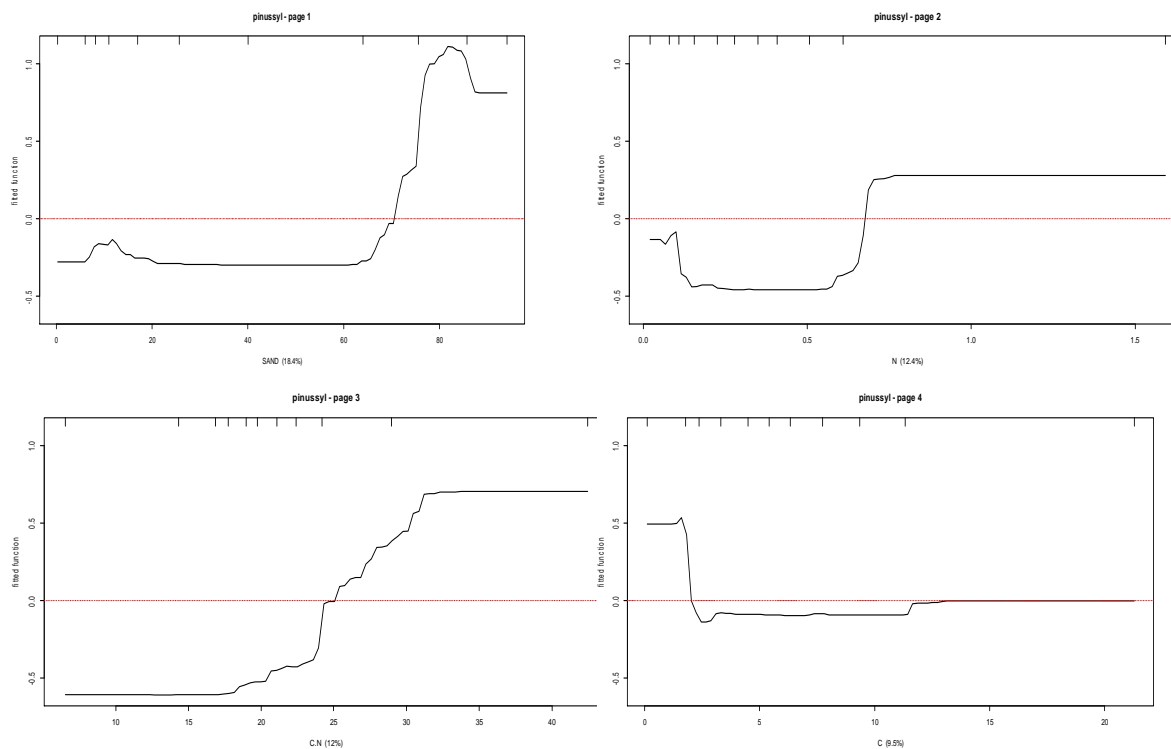 pinussyl - page 1
fitted function
1.0
0.5
0.0
-0.5
0 20 40 60 80
SAND (18.4%)
pinussyl - page 2
fitted function
1.0
0.5
0.0
-0.5
0.0 0.5 1.0 1.5
N (12.4%)
pinussyl - page 3
fitted function
1.0
0.5
0.0
-0.5
10 15 20 25 30 35 40
C.N (12%)
pinussyl - page 4
fitted function
1.0
0.5
0.0
-0.5
0 5 10 15 20
C (9.5%)